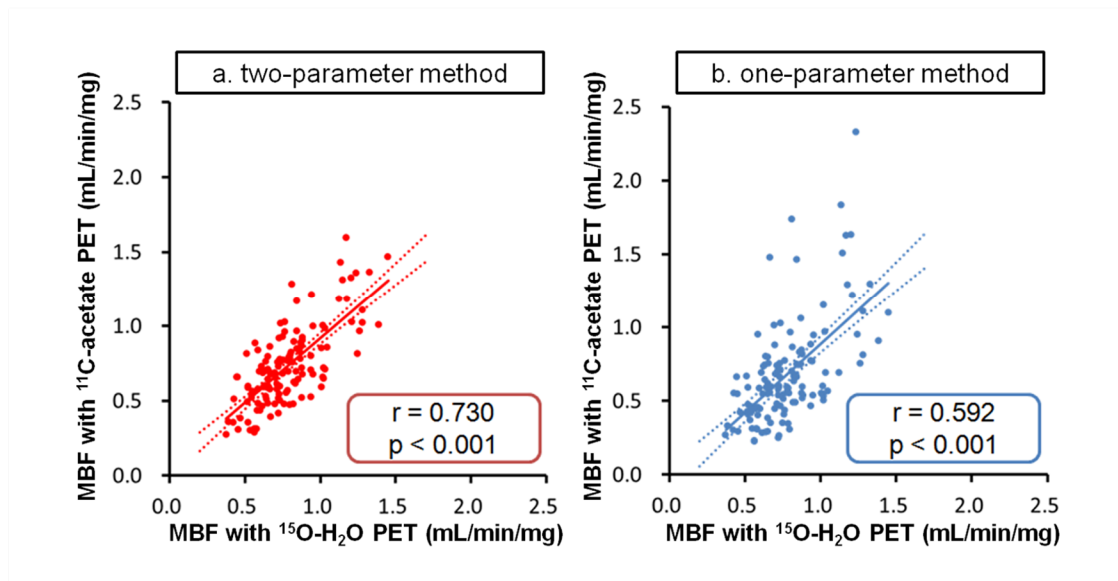 a. two-parameter method
MBF with ¹¹C-acetate PET (mL/min/mg)
2.5
2.0
1.5
1.0
0.5
0.0
r = 0.730
p < 0.001
0.0 0.5 1.0 1.5 2.0 2.5
MBF with ¹⁵O-H₂O PET (mL/min/mg)
b. one-parameter method
MBF with ¹¹C-acetate PET (mL/min/mg)
2.5
2.0
1.5
1.0
0.5
0.0
r = 0.592
p < 0.001
0.0 0.5 1.0 1.5 2.0 2.5
MBF with ¹⁵O-H₂O PET (mL/min/mg)